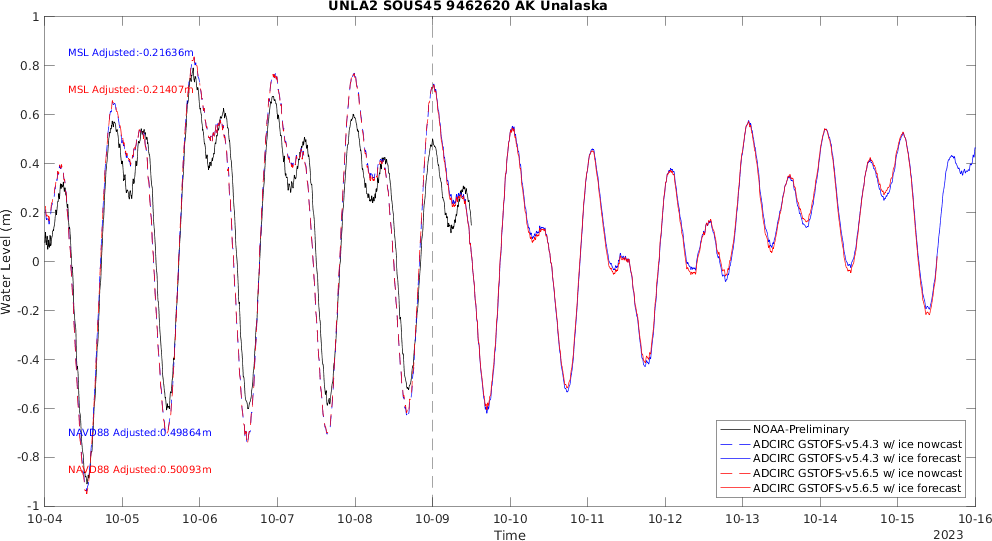 UNLA2 SOUS45 9462620 AK Unalaska
1
0.8
0.6
0.4
0.2
0
-0.2
-0.4
-0.6
-0.8
-1
Water Level (m)
MSL Adjusted:-0.21636m
MSL Adjusted:-0.21407m
NAVD88 Adjusted:0.49864m
NAVD88 Adjusted:0.50093m
NOAA-Preliminary
ADCIRC GSTOFS-v5.4.3 w/ ice nowcast
ADCIRC GSTOFS-v5.4.3 w/ ice forecast
ADCIRC GSTOFS-v5.6.5 w/ ice nowcast
ADCIRC GSTOFS-v5.6.5 w/ ice forecast
10-04 10-05 10-06 10-07 10-08 10-09 10-10 10-11 10-12 10-13 10-14 10-15 10-16
Time
2023